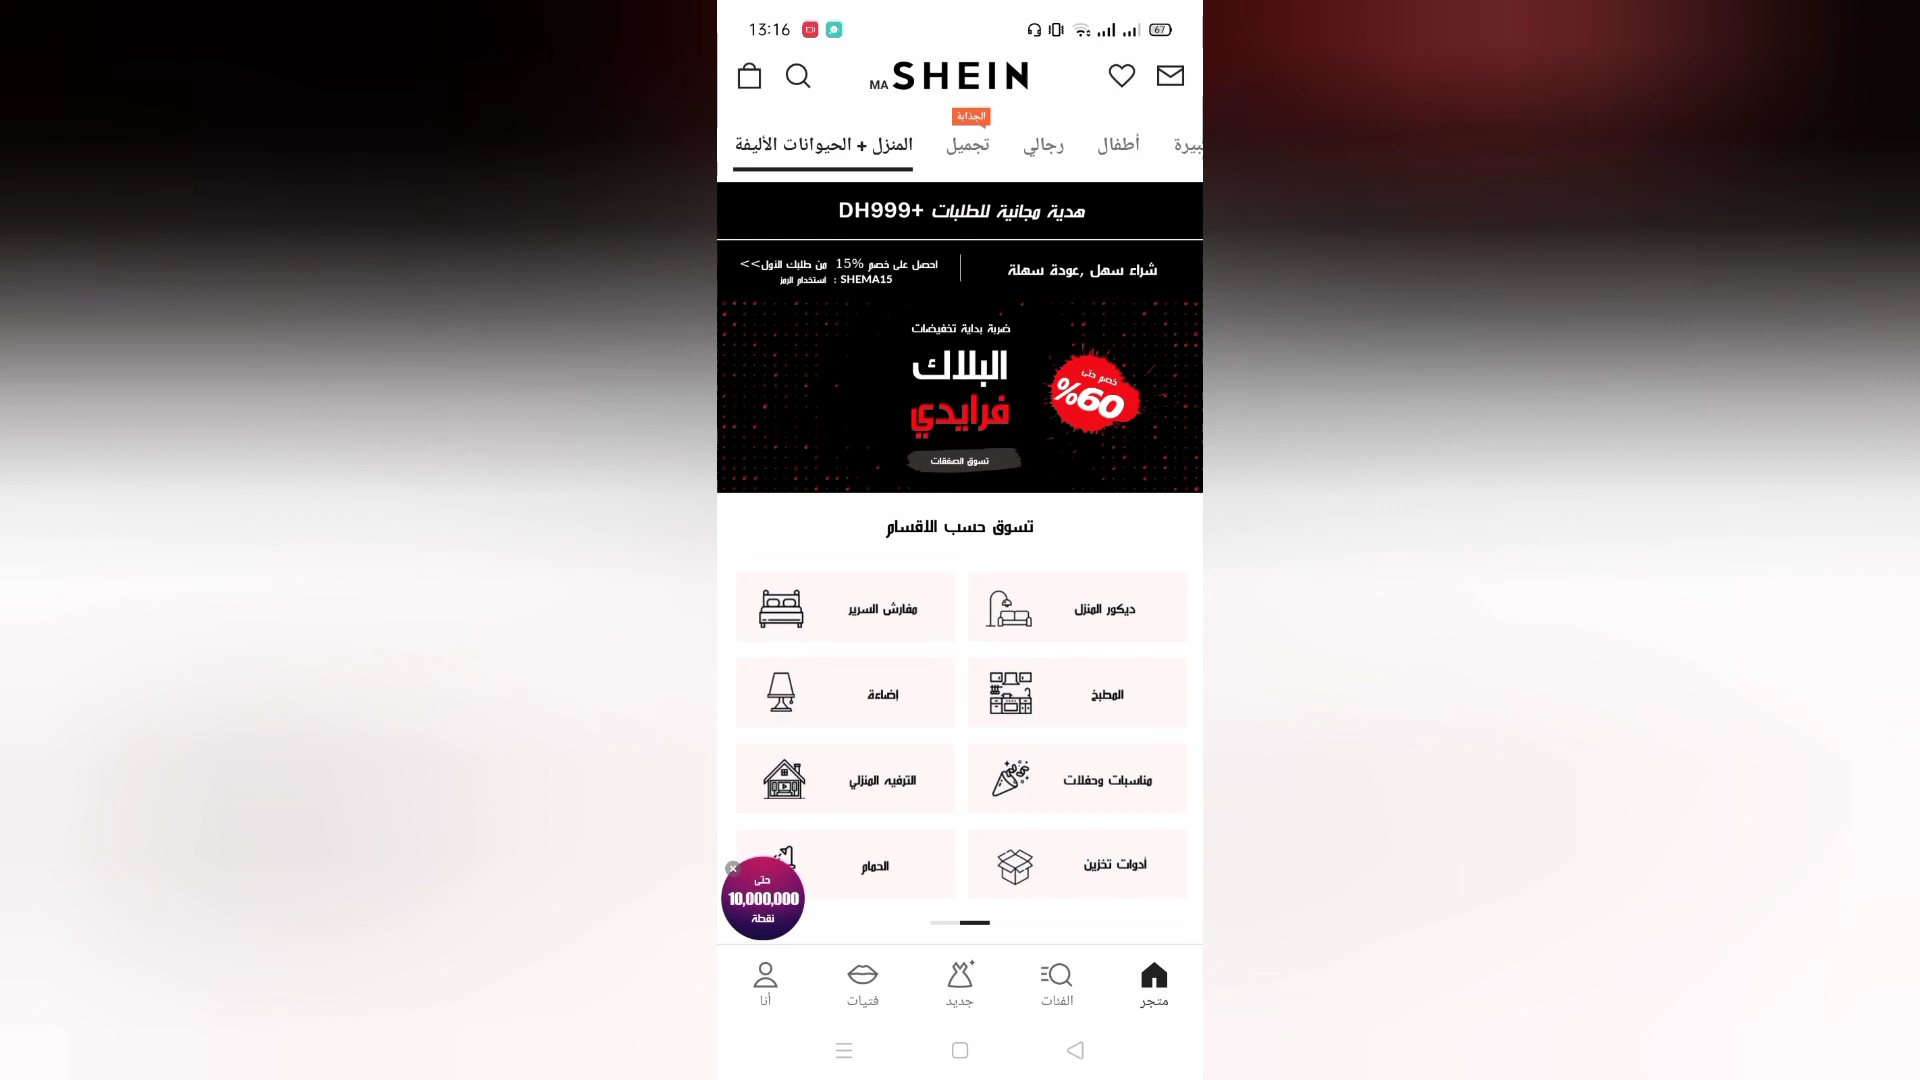 13:16
67
MA SHEIN
الجذابة
أطفال رجالي تجميل المنزل + الحيوانات الأليفة
هدية مجانية للطلبات +DH999
شراء سهل ,عودة سهلة
احصل على خصم 15% من طلبك الأول>>
استخدام الرمز : SHEMA15
ضربة بداية تخفيضات
البلاك
فرايدي
خصم حتى
%60
تسوق الصفقات
تسوق حسب الاقسام
ديكور المنزل
مفارش السرير
المطبخ
إضاءة
مناسبات وحفلات
الترفيه المنزلي
أدوات تخزين
الحمام
حتى
10,000,000
نقطة
متجر الفئات جديد فتيات أنا